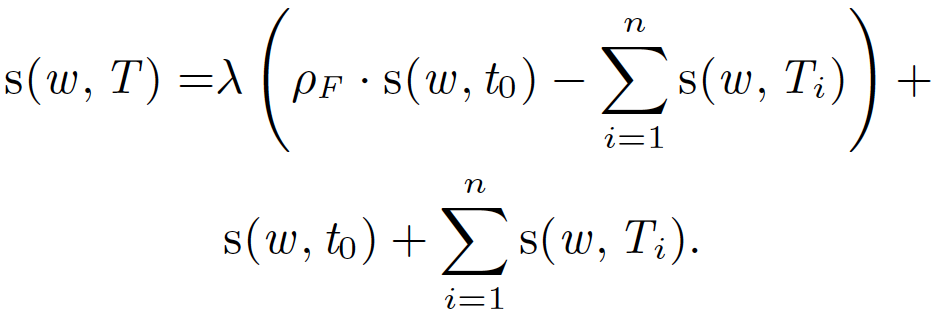 s(w, T) =λ ( ρ_F · s(w, t_0) − ∑_{i=1}^{n} s(w, T_i) ) +
s(w, t_0) + ∑_{i=1}^{n} s(w, T_i).